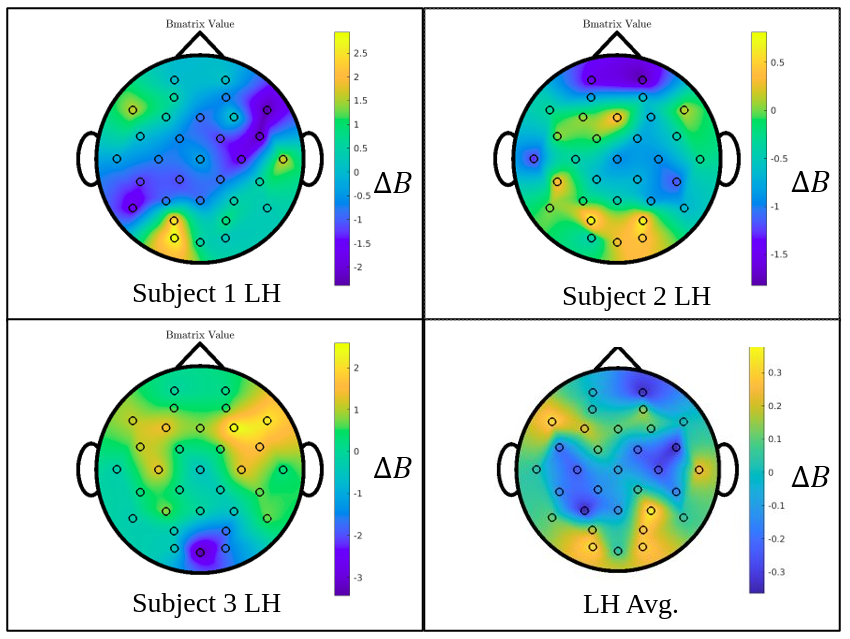 Bmatrix Value
2.5
2
1.5
1
0.5
0
-0.5
-1
-1.5
-2
ΔB
Subject 1 LH
Bmatrix Value
0.5
0
-0.5
-1
-1.5
ΔB
Subject 2 LH
Bmatrix Value
2
1
0
-1
-2
-3
ΔB
Subject 3 LH
0.3
0.2
0.1
0
-0.1
-0.2
-0.3
ΔB
LH Avg.